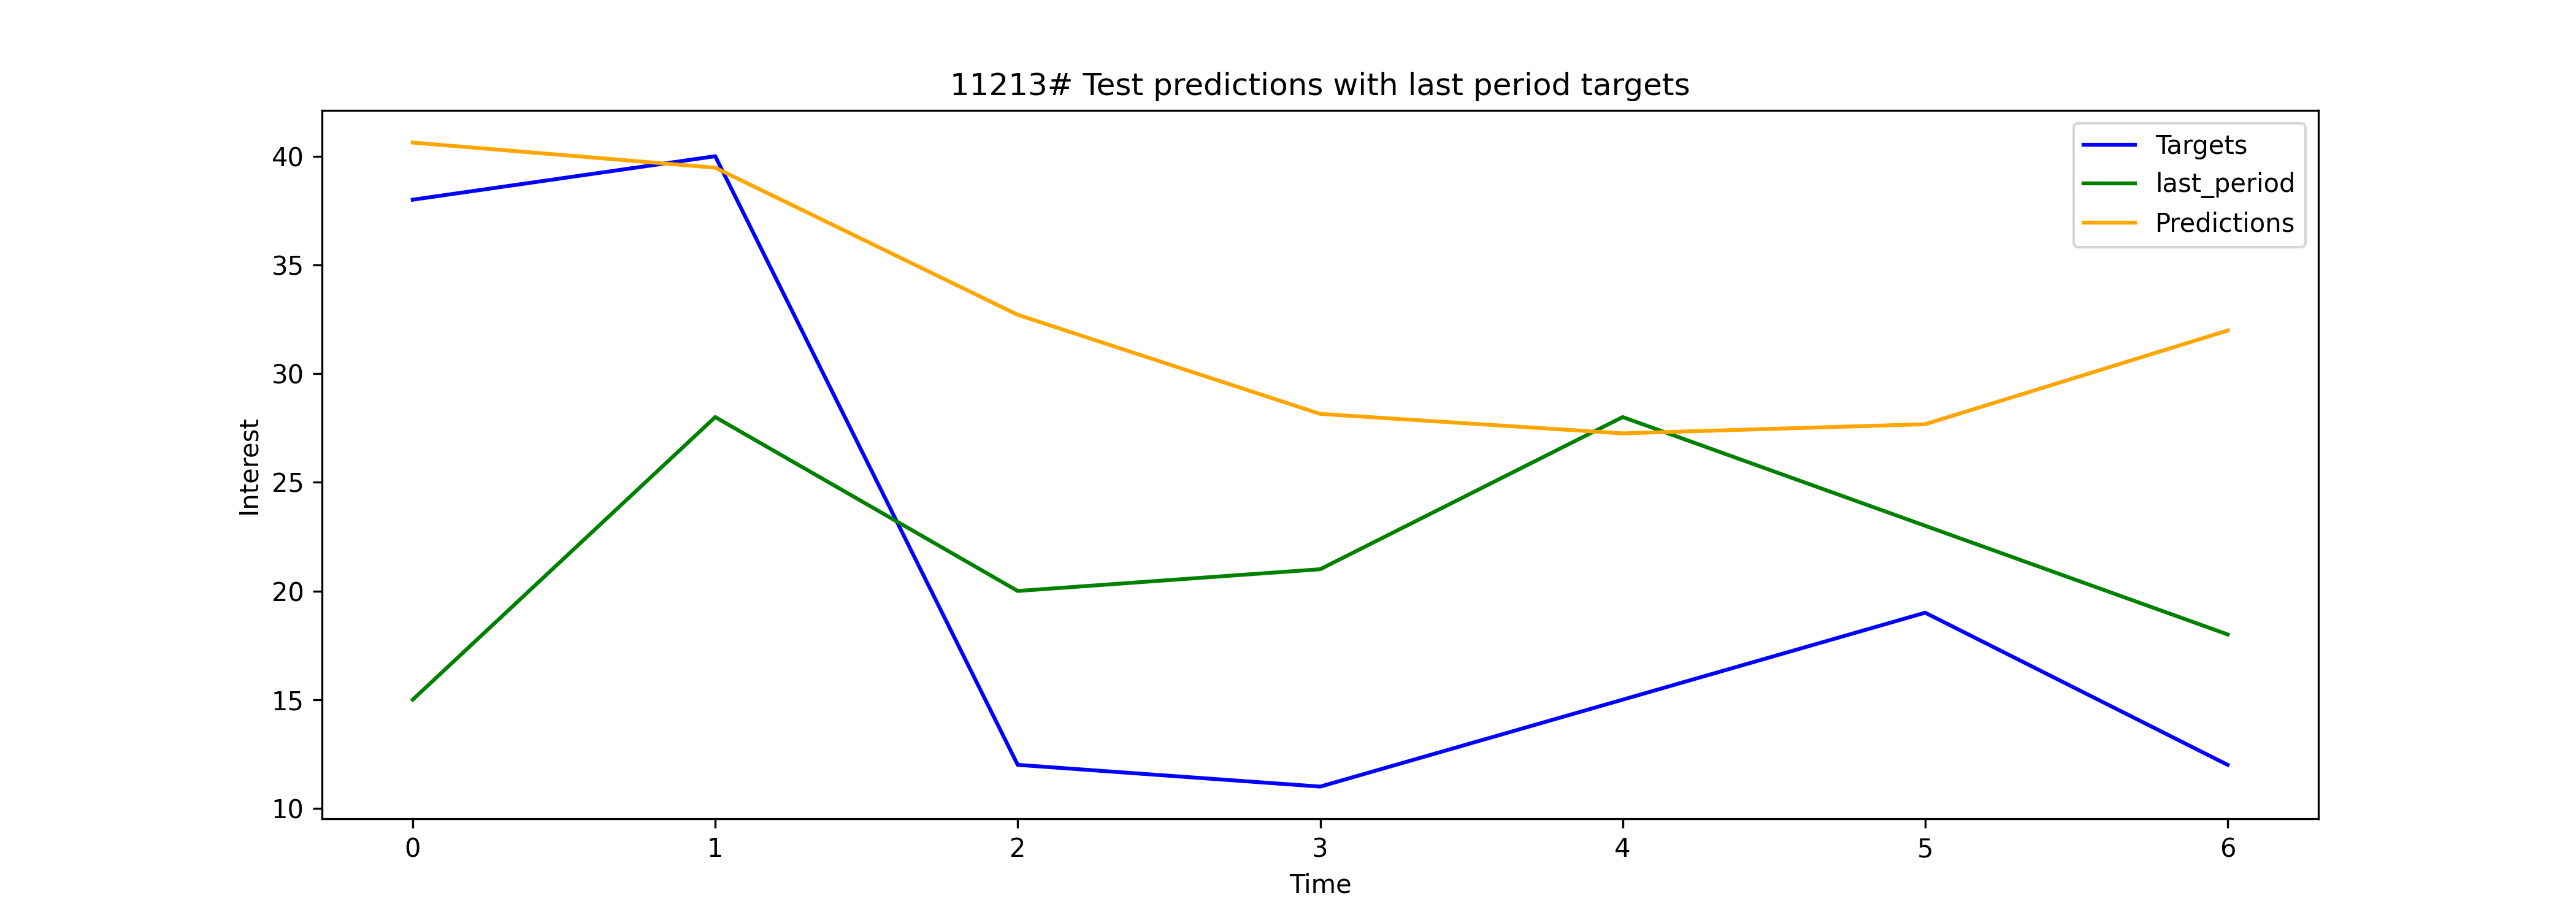 11213# Test predictions with last period targets
Targets
last_period
Predictions
Interest
40
35
30
25
20
15
10
0 1 2 3 4 5 6
Time